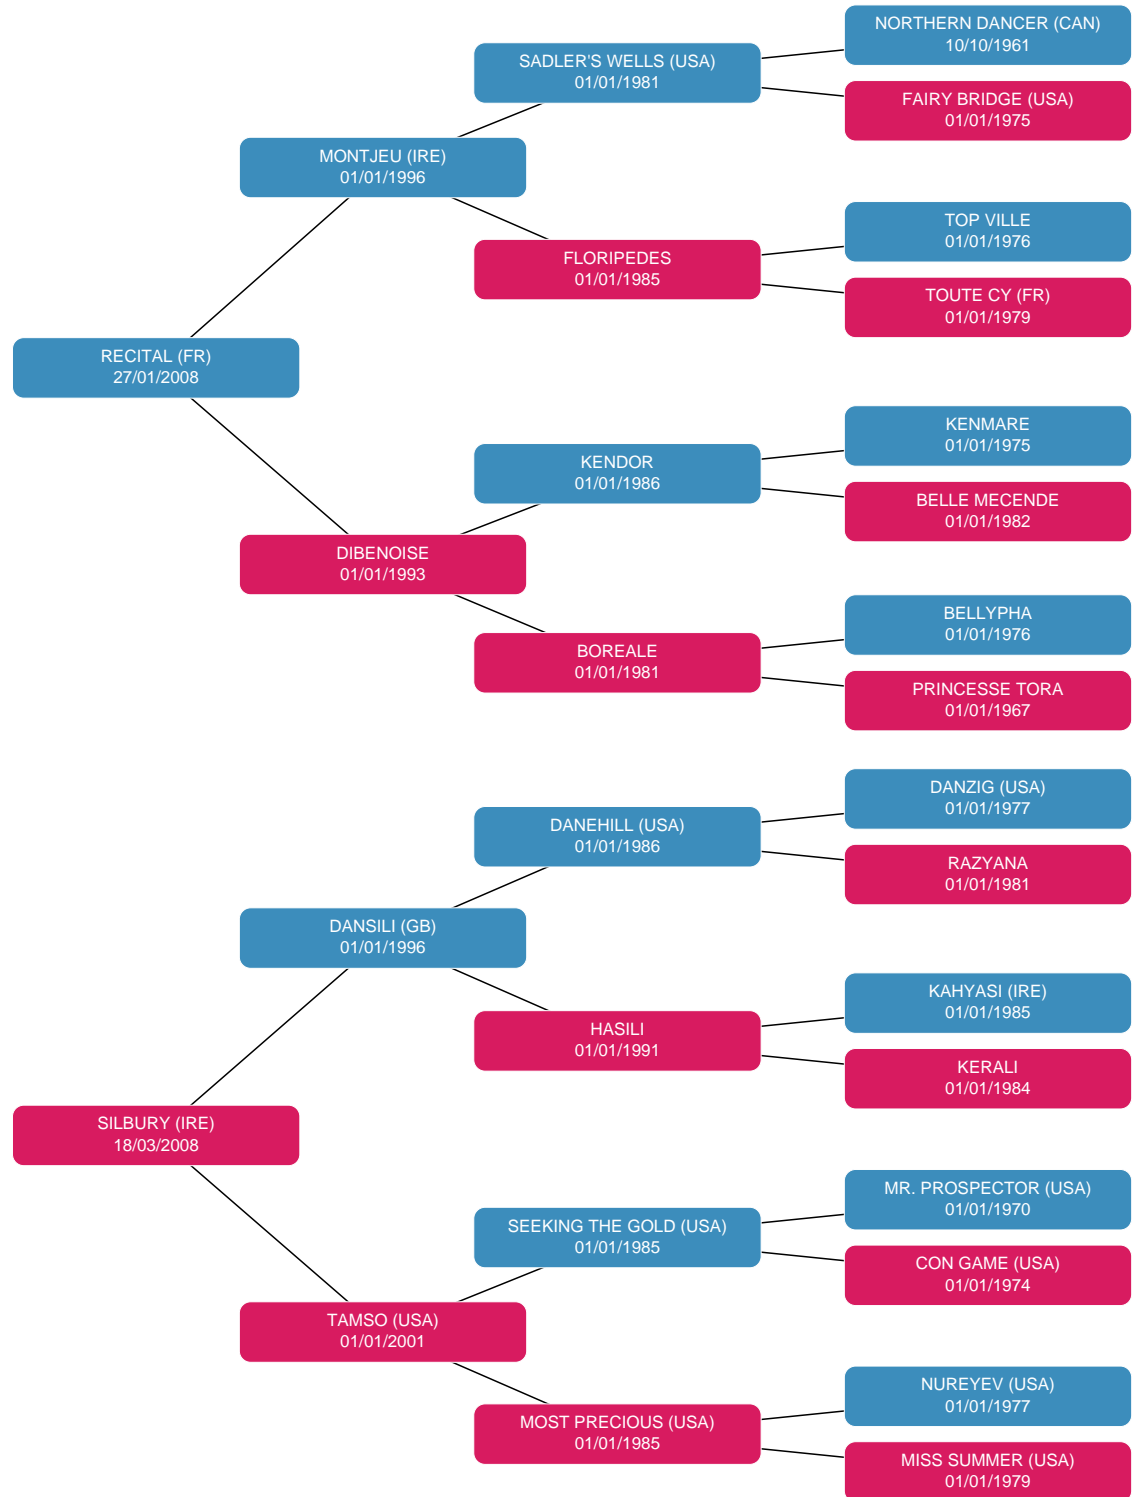 NORTHERN DANCER (CAN)
10/10/1961
SADLER'S WELLS (USA)
01/01/1981
FAIRY BRIDGE (USA)
01/01/1975
MONTJEU (IRE)
01/01/1996
TOP VILLE
01/01/1976
FLORIPEDES
01/01/1985
TOUTE CY (FR)
01/01/1979
RECITAL (FR)
27/01/2008
KENMARE
01/01/1975
KENDOR
01/01/1986
BELLE MECENDE
01/01/1982
DIBENOISE
01/01/1993
BELLYPHA
01/01/1976
BOREALE
01/01/1981
PRINCESSE TORA
01/01/1967
DANZIG (USA)
01/01/1977
DANEHILL (USA)
01/01/1986
RAZYANA
01/01/1981
DANSILI (GB)
01/01/1996
KAHYASI (IRE)
01/01/1985
HASILI
01/01/1991
KERALI
01/01/1984
SILBURY (IRE)
18/03/2008
MR. PROSPECTOR (USA)
01/01/1970
SEEKING THE GOLD (USA)
01/01/1985
CON GAME (USA)
01/01/1974
TAMSO (USA)
01/01/2001
NUREYEV (USA)
01/01/1977
MOST PRECIOUS (USA)
01/01/1985
MISS SUMMER (USA)
01/01/1979